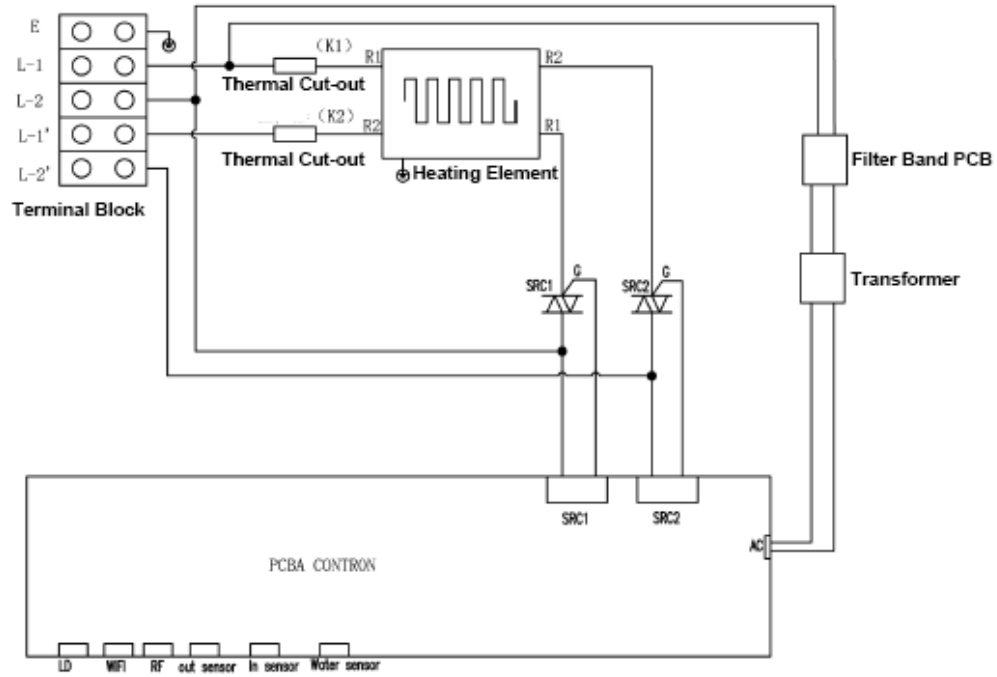 E
L-1
L-2
L-1'
L-2'
Terminal Block
(K1)
Thermal Cut-out
(K2)
Thermal Cut-out
R1
R2
R2
R1
Heating Element
Filter Band PCB
Transformer
SRC1
G
SRC2
G
SRC1
SRC2
AC
PCBA CONTRON
LD
WIFI
RF
out sensor
In sensor
Water sensor